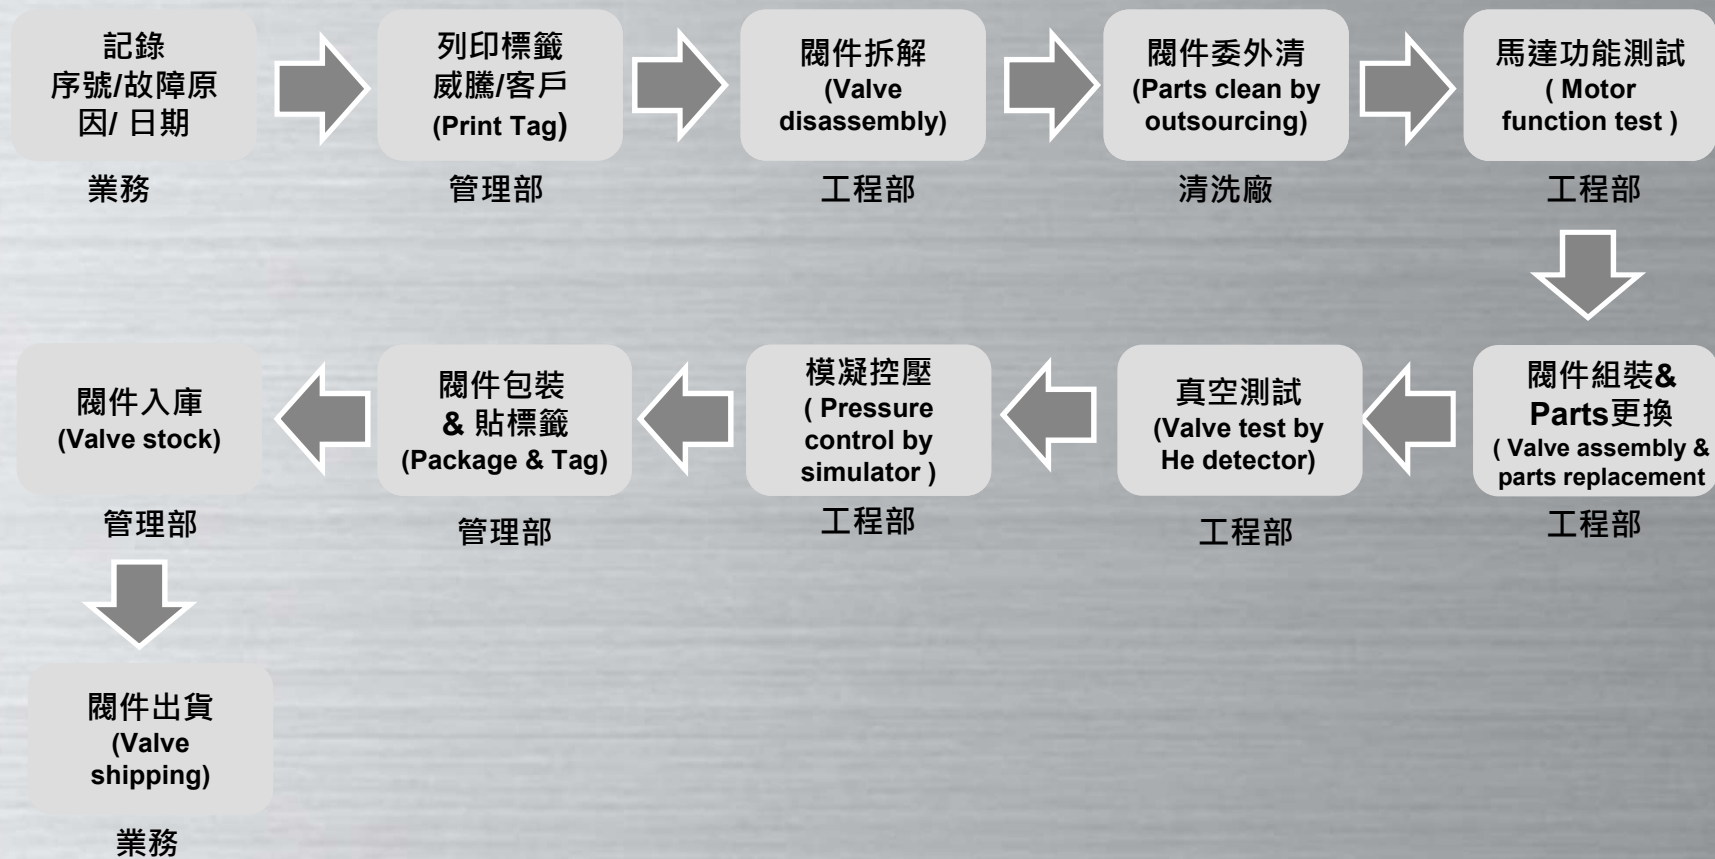 記錄
序號/故障原
因/ 日期
業務
列印標籤
威騰/客戶
(Print Tag)
管理部
閥件拆解
(Valve
disassembly)
工程部
閥件委外清
(Parts clean by
outsourcing)
清洗廠
馬達功能測試
( Motor
function test )
工程部
閥件組裝&
Parts更換
( Valve assembly &
parts replacement
工程部
真空測試
(Valve test by
He detector)
工程部
模凝控壓
( Pressure
control by
simulator )
工程部
閥件包裝
& 貼標籤
(Package & Tag)
管理部
閥件入庫
(Valve stock)
管理部
閥件出貨
(Valve
shipping)
業務